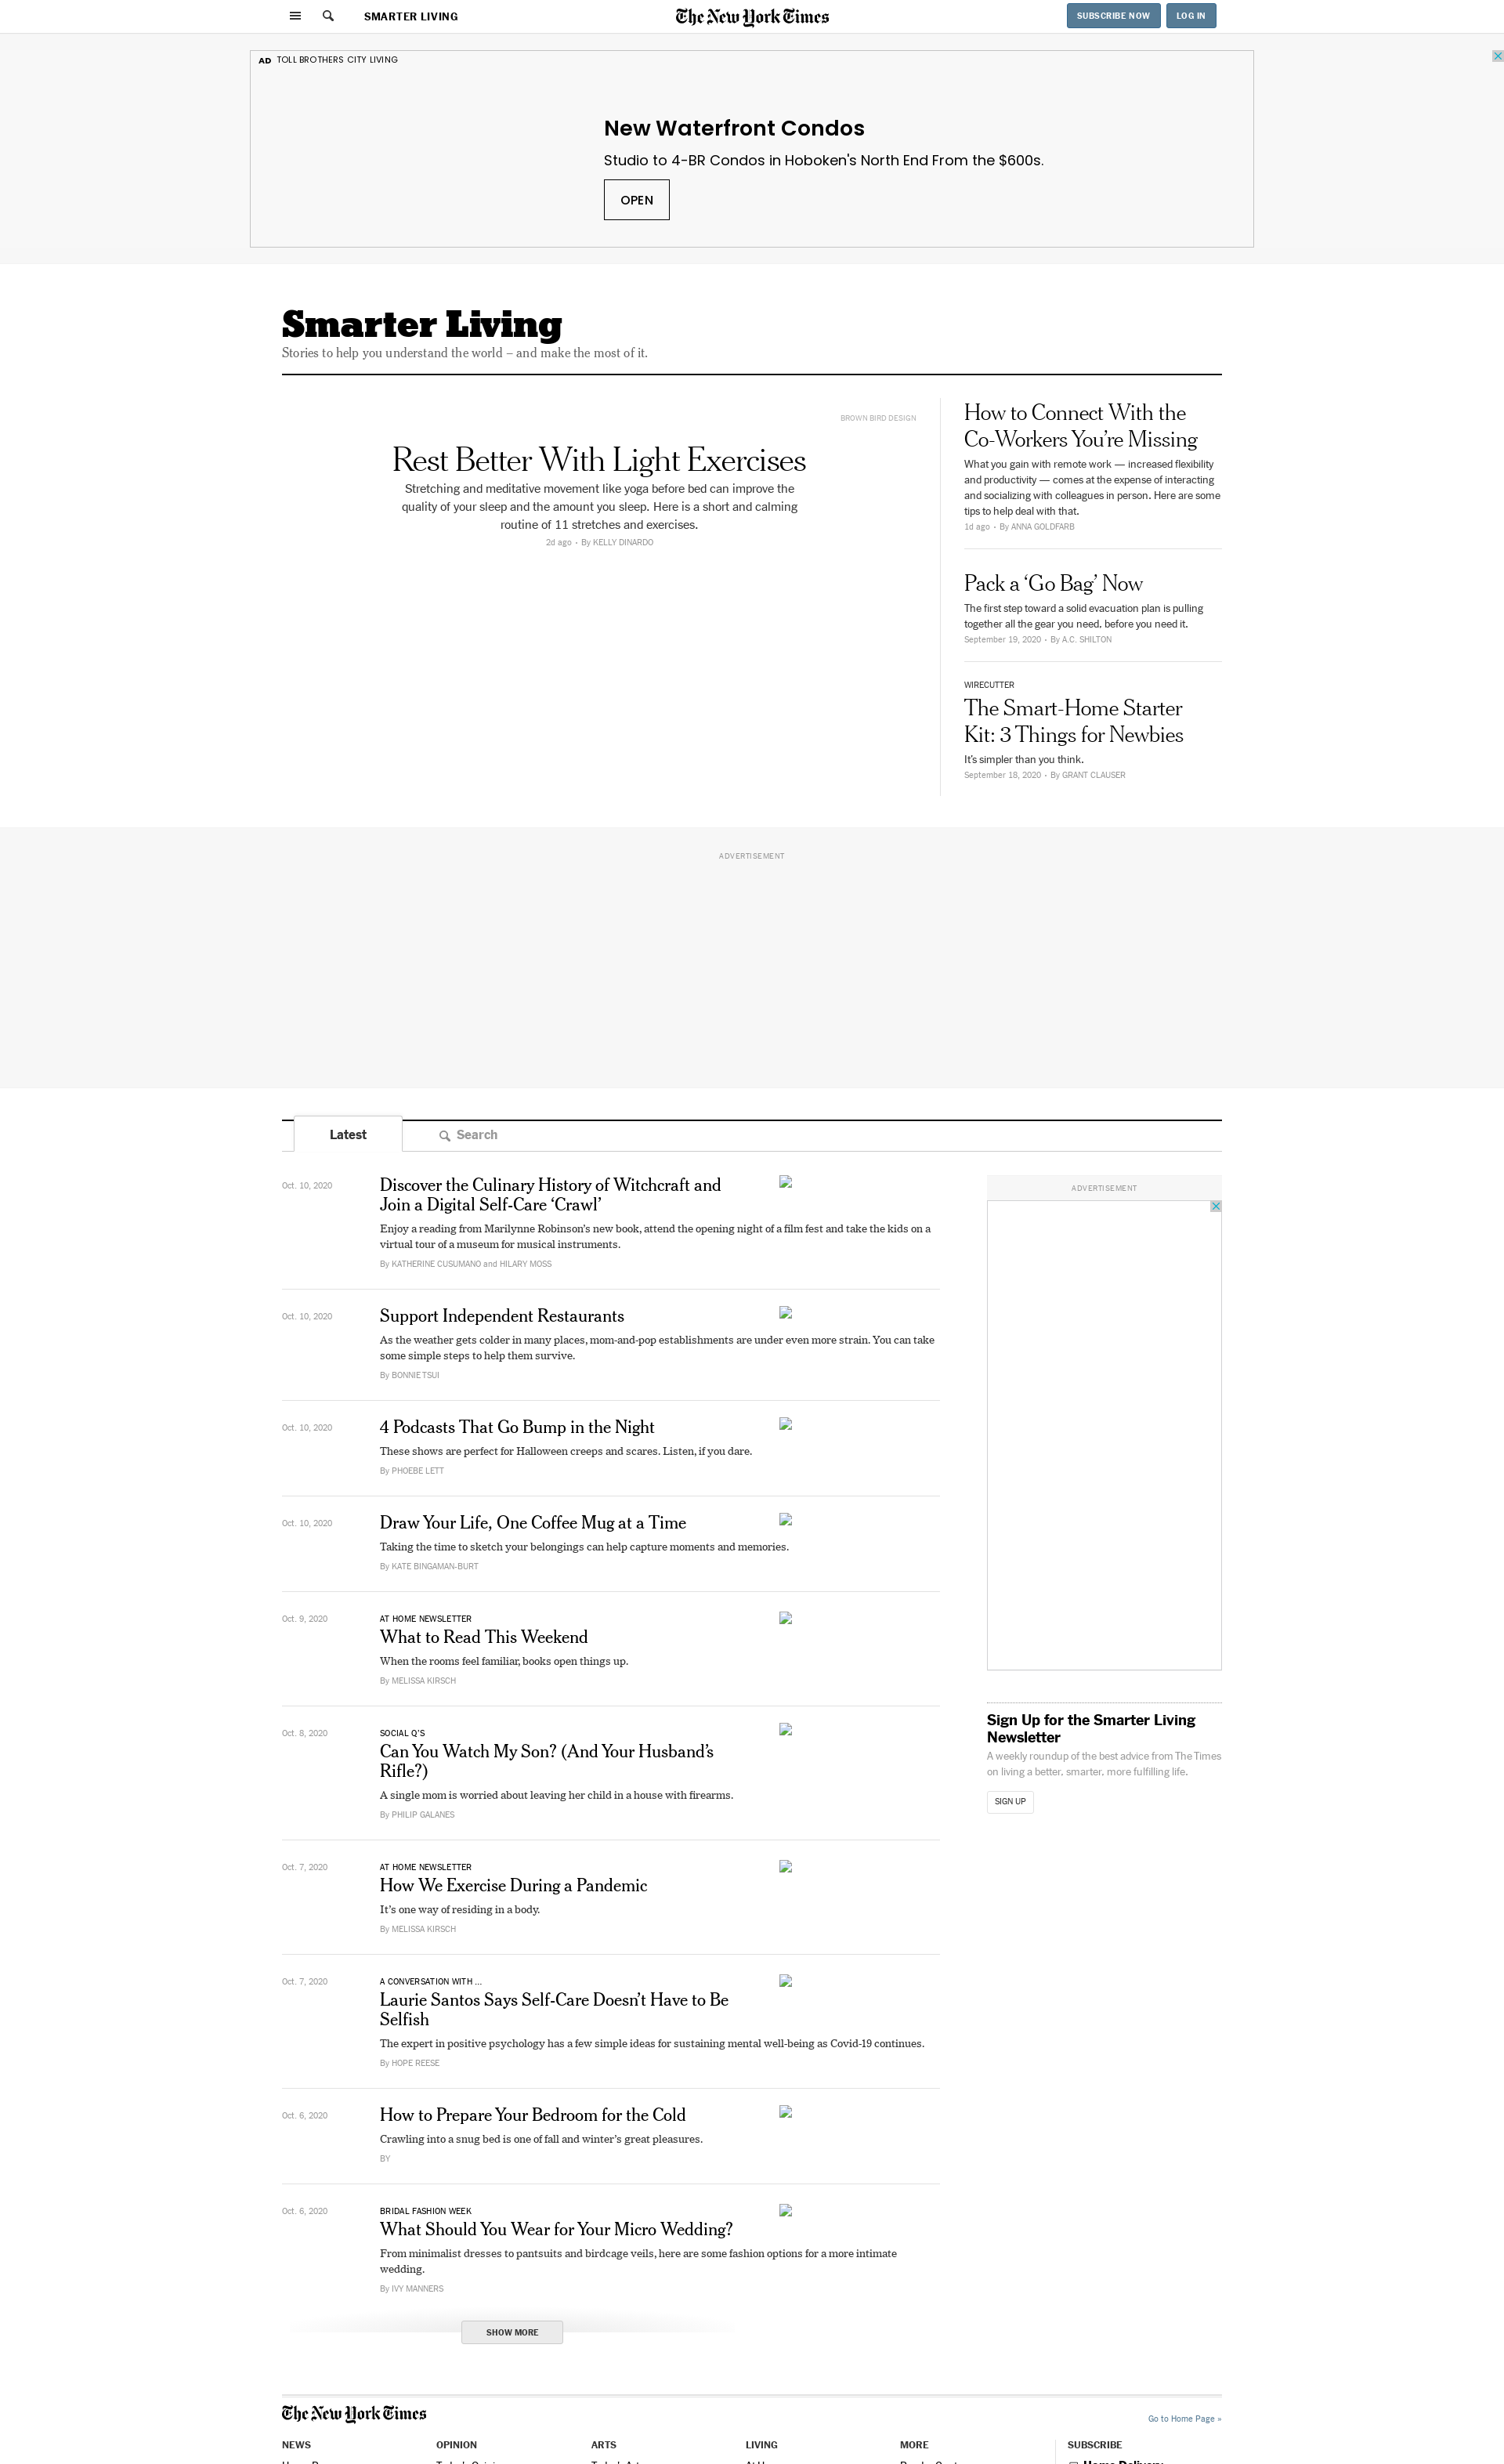 SMARTER LIVING
The New York Times
SUBSCRIBE NOW
LOG IN
AD TOLL BROTHERS CITY LIVING
New Waterfront Condos
Studio to 4-BR Condos in Hoboken's North End From the $600s.
OPEN
Smarter Living
Stories to help you understand the world – and make the most of it.
BROWN BIRD DESIGN
Rest Better With Light Exercises
Stretching and meditative movement like yoga before bed can improve the
quality of your sleep and the amount you sleep. Here is a short and calming
routine of 11 stretches and exercises.
2d ago • By KELLY DINARDO
How to Connect With the
Co-Workers You’re Missing
What you gain with remote work — increased flexibility
and productivity — comes at the expense of interacting
and socializing with colleagues in person. Here are some
tips to help deal with that.
1d ago • By ANNA GOLDFARB
Pack a ‘Go Bag’ Now
The first step toward a solid evacuation plan is pulling
together all the gear you need, before you need it.
September 19, 2020 • By A.C. SHILTON
WIRECUTTER
The Smart-Home Starter
Kit: 3 Things for Newbies
It’s simpler than you think.
September 18, 2020 • By GRANT CLAUSER
ADVERTISEMENT
Latest
Search
Oct. 10, 2020
Discover the Culinary History of Witchcraft and
Join a Digital Self-Care ‘Crawl’
Enjoy a reading from Marilynne Robinson’s new book, attend the opening night of a film fest and take the kids on a
virtual tour of a museum for musical instruments.
By KATHERINE CUSUMANO and HILARY MOSS
Oct. 10, 2020
Support Independent Restaurants
As the weather gets colder in many places, mom-and-pop establishments are under even more strain. You can take
some simple steps to help them survive.
By BONNIE TSUI
Oct. 10, 2020
4 Podcasts That Go Bump in the Night
These shows are perfect for Halloween creeps and scares. Listen, if you dare.
By PHOEBE LETT
Oct. 10, 2020
Draw Your Life, One Coffee Mug at a Time
Taking the time to sketch your belongings can help capture moments and memories.
By KATE BINGAMAN-BURT
Oct. 9, 2020
AT HOME NEWSLETTER
What to Read This Weekend
When the rooms feel familiar, books open things up.
By MELISSA KIRSCH
Oct. 8, 2020
SOCIAL Q’S
Can You Watch My Son? (And Your Husband’s
Rifle?)
A single mom is worried about leaving her child in a house with firearms.
By PHILIP GALANES
Oct. 7, 2020
AT HOME NEWSLETTER
How We Exercise During a Pandemic
It’s one way of residing in a body.
By MELISSA KIRSCH
Oct. 7, 2020
A CONVERSATION WITH ...
Laurie Santos Says Self-Care Doesn’t Have to Be
Selfish
The expert in positive psychology has a few simple ideas for sustaining mental well-being as Covid-19 continues.
By HOPE REESE
Oct. 6, 2020
How to Prepare Your Bedroom for the Cold
Crawling into a snug bed is one of fall and winter’s great pleasures.
BY
Oct. 6, 2020
BRIDAL FASHION WEEK
What Should You Wear for Your Micro Wedding?
From minimalist dresses to pantsuits and birdcage veils, here are some fashion options for a more intimate
wedding.
By IVY MANNERS
SHOW MORE
ADVERTISEMENT
Sign Up for the Smarter Living
Newsletter
A weekly roundup of the best advice from The Times
on living a better, smarter, more fulfilling life.
SIGN UP
The New York Times
Go to Home Page »
NEWS
OPINION
ARTS
LIVING
MORE
SUBSCRIBE